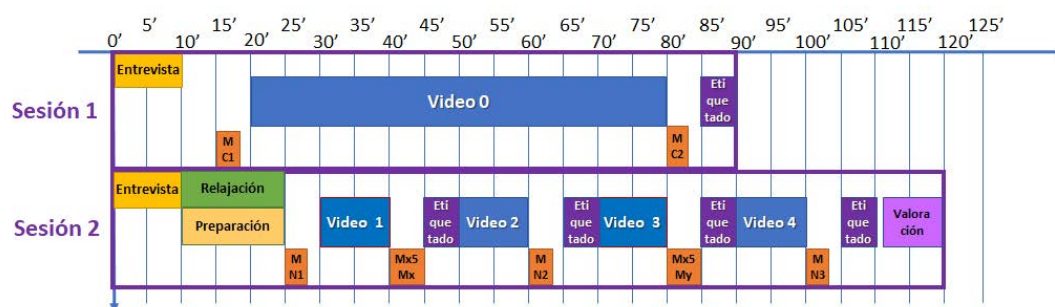 5’ 15’ 25’ 35’ 45’ 55’ 65’ 75’ 85’ 95’ 105’ 115’ 125’
0’ 10’ 20’ 30’ 40’ 50’ 60’ 70’ 80’ 90’ 100’ 110’ 120’
Entrevista
Sesión 1
Video 0
Eti
que
tado
M
C1
M
C2
Entrevista
Relajación
Preparación
Sesión 2
Video 1
Eti
que
tado
Video 2
Eti
que
tado
Video 3
Eti
que
tado
Video 4
Eti
que
tado
Valora
ción
M
N1
Mx5
Mx
M
N2
Mx5
My
M
N3